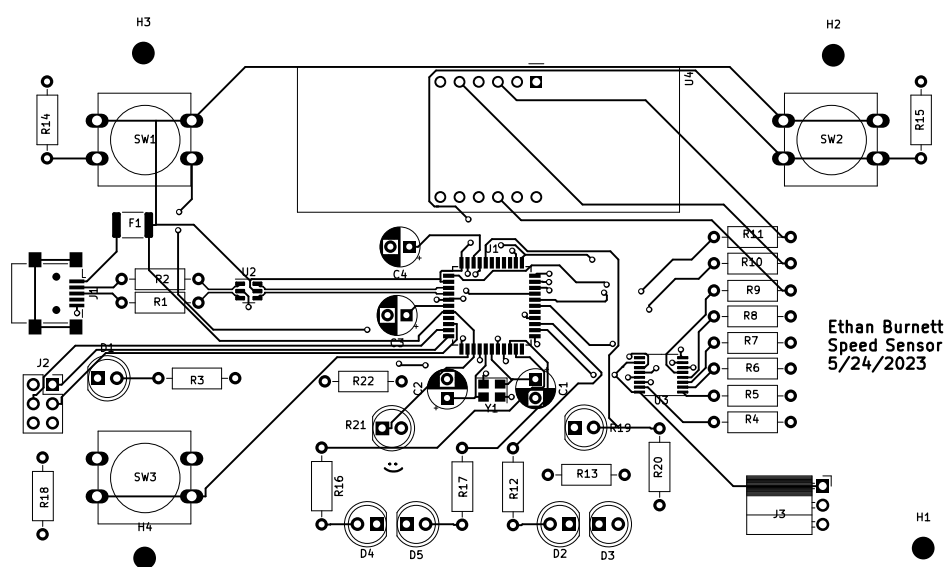 H3
H2
U4
R14
SW1
SW2
R15
F1
U1
R11
C4
R10
U2
R2
J1
R1
R9
R8
C3
R7
Ethan Burnett
Speed Sensor
5/24/2023
J2
D1
R3
R22
C2
Y1
C1
U3
R6
R5
R4
R21
R19
:)
R18
SW3
R16
R17
R12
R13
R20
J3
H4
D4
D5
D2
D3
H1